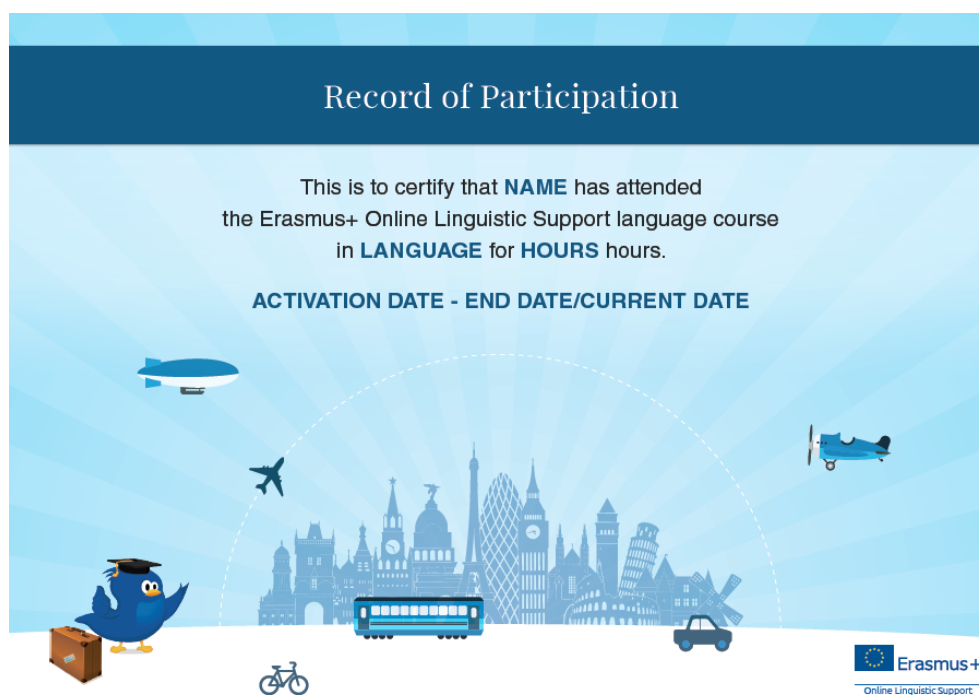 Record of Participation
This is to certify that NAME has attended
the Erasmus+ Online Linguistic Support language course
in LANGUAGE for HOURS hours.
ACTIVATION DATE - END DATE/CURRENT DATE
Erasmus+
Online Linguistic Support